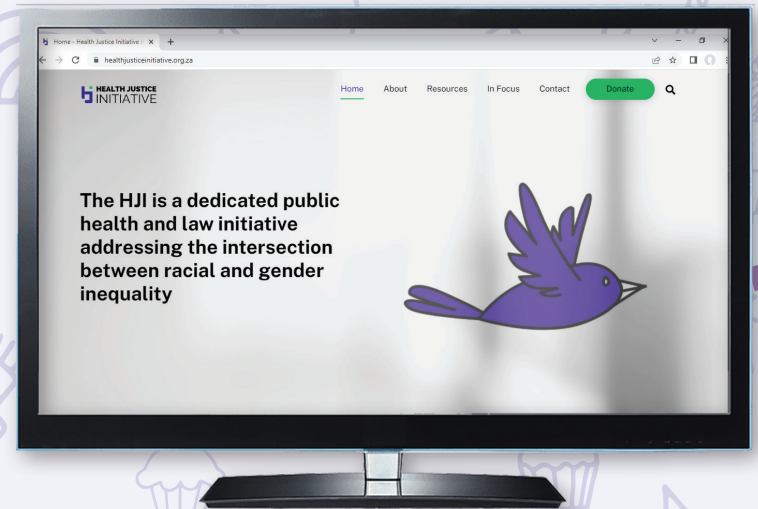 Home - Health Justice Initiative
healthjusticeinitiative.org.za
HEALTH JUSTICE
INITIATIVE
Home About Resources In Focus Contact Donate
The HJI is a dedicated public
health and law initiative
addressing the intersection
between racial and gender
inequality